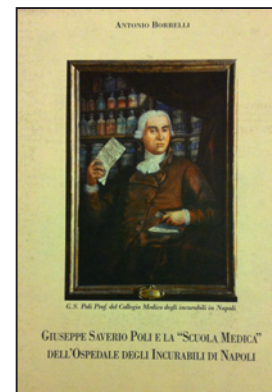 ANTONIO BORRELLI
G.S. Poli Prof. del Collegio Medico degli incurabili in Napoli
GIUSEPPE SAVERIO POLI E LA "SCUOLA MEDICA"
DELL'OSPEDALE DEGLI INCURABILI DI NAPOLI